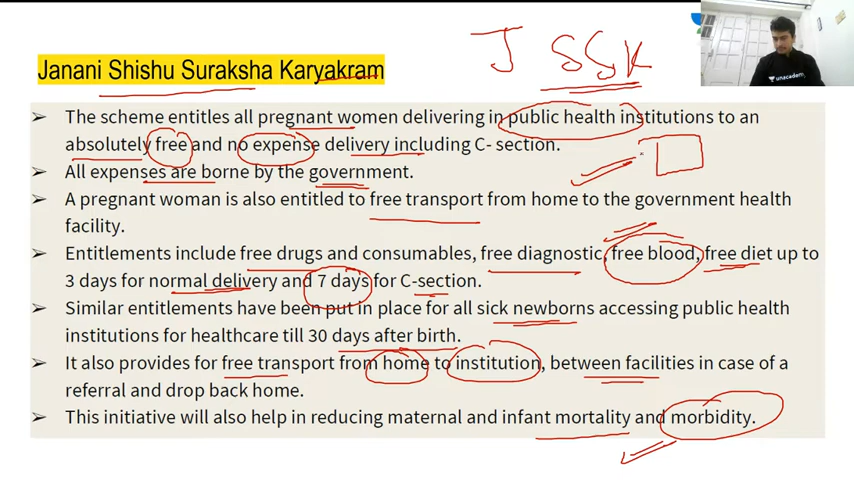 J SSK
Janani Shishu Suraksha Karyakram
unacademy
➢ The scheme entitles all pregnant women delivering in public health institutions to an
absolutely free and no expense delivery including C- section.
➢ All expenses are borne by the government.
➢ A pregnant woman is also entitled to free transport from home to the government health
facility.
➢ Entitlements include free drugs and consumables, free diagnostic, free blood, free diet up to
3 days for normal delivery and 7 days for C-section.
➢ Similar entitlements have been put in place for all sick newborns accessing public health
institutions for healthcare till 30 days after birth.
➢ It also provides for free transport from home to institution, between facilities in case of a
referral and drop back home.
➢ This initiative will also help in reducing maternal and infant mortality and morbidity.